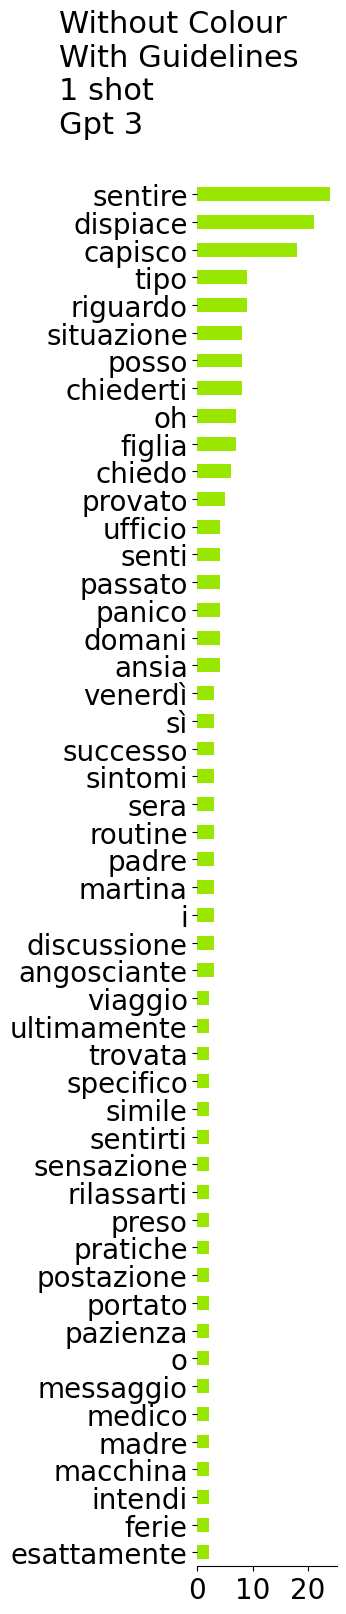 Without Colour
With Guidelines
1 shot
Gpt 3
sentire
dispiace
capisco
tipo
riguardo
situazione
posso
chiederti
oh
figlia
chiedo
provato
ufficio
senti
passato
panico
domani
ansia
venerdì
sì
successo
sintomi
sera
routine
padre
martina
i
discussione
angosciante
viaggio
ultimamente
trovata
specifico
simile
sentirti
sensazione
rilassarti
preso
pratiche
postazione
portato
pazienza
o
messaggio
medico
madre
macchina
intendi
ferie
esattamente
0 10 20